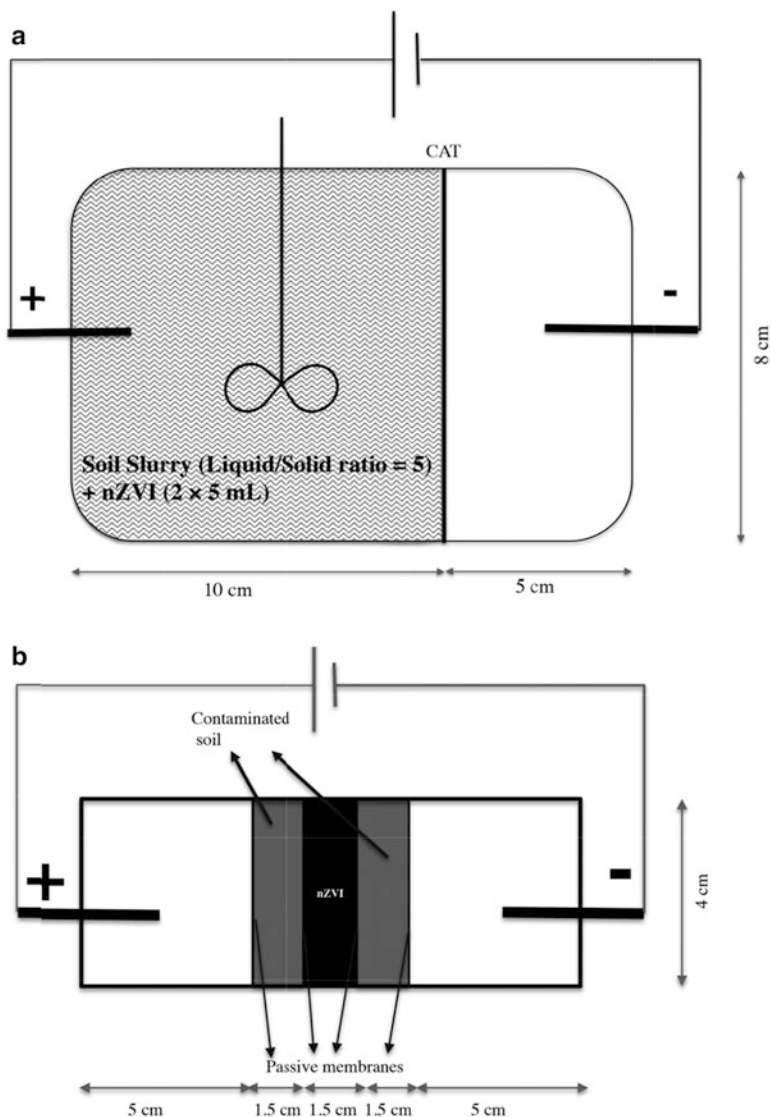 a
CAT
+
-
8 cm
Soil Slurry (Liquid/Solid ratio = 5)
+ nZVI (2 × 5 mL)
10 cm
5 cm
b
Contaminated
soil
+
-
nZVI
4 cm
Passive membranes
5 cm
1.5 cm
1.5 cm
1.5 cm
5 cm